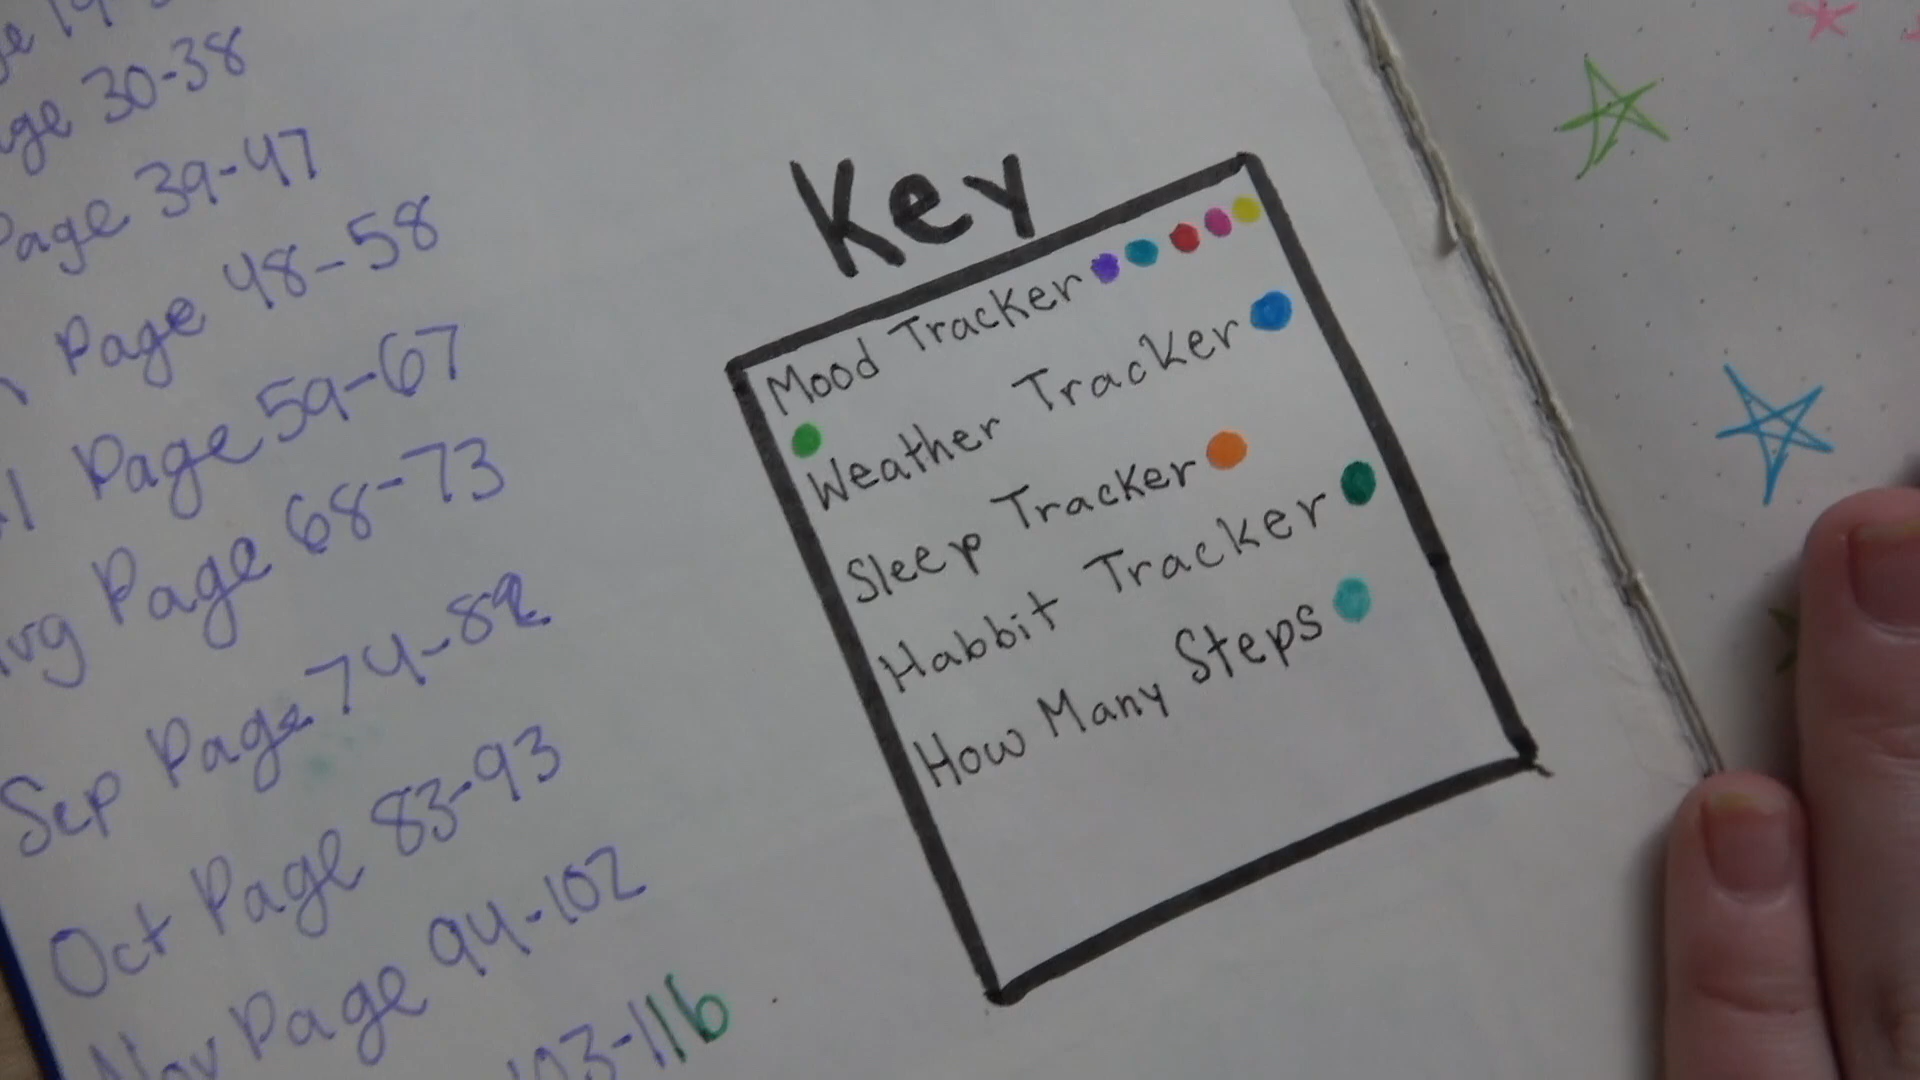 30-38
Page 39-47
Page 48-58
Page 59-67
Page 68-73
Sep Page 74-82
Oct Page 83-93
Nov Page 94-102
103-116
Key
Mood Tracker
Weather Tracker
Sleep Tracker
Habbit Tracker
How Many Steps